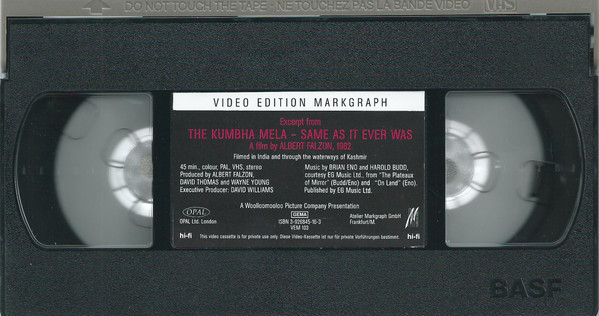 DO NOT TOUCH THE TAPE - NE TOUCHEZ PAS LA BANDE VIDEO
VHS
VIDEO EDITION MARKGRAPH
Excerpt from
THE KUMBHA MELA – SAME AS IT EVER WAS
A film by ALBERT FALZON, 1982
Filmed in India and through the waterways of Kashmir
45 min., colour, PAL, VHS, stereo
Produced by ALBERT FALZON,
DAVID THOMAS and WAYNE YOUNG
Executive Producer: DAVID WILLIAMS
Music by BRIAN ENO and HAROLD BUDD,
courtesy EG Music Ltd., from "The Plateaux
of Mirror" (Budd/Eno) and "On Land" (Eno).
Published by EG Music Ltd.
A Woolloomooloo Picture Company Presentation
OPAL
OPAL Ltd. London
GEMA
ISBN 3-926845-16-3
VEM 103
M
Atelier Markgraph GmbH
Frankfurt/M.
hi-fi
This video cassette is for private use only. Diese Video-Kassette ist nur für private Vorführungen bestimmt.
hi-fi
BASF